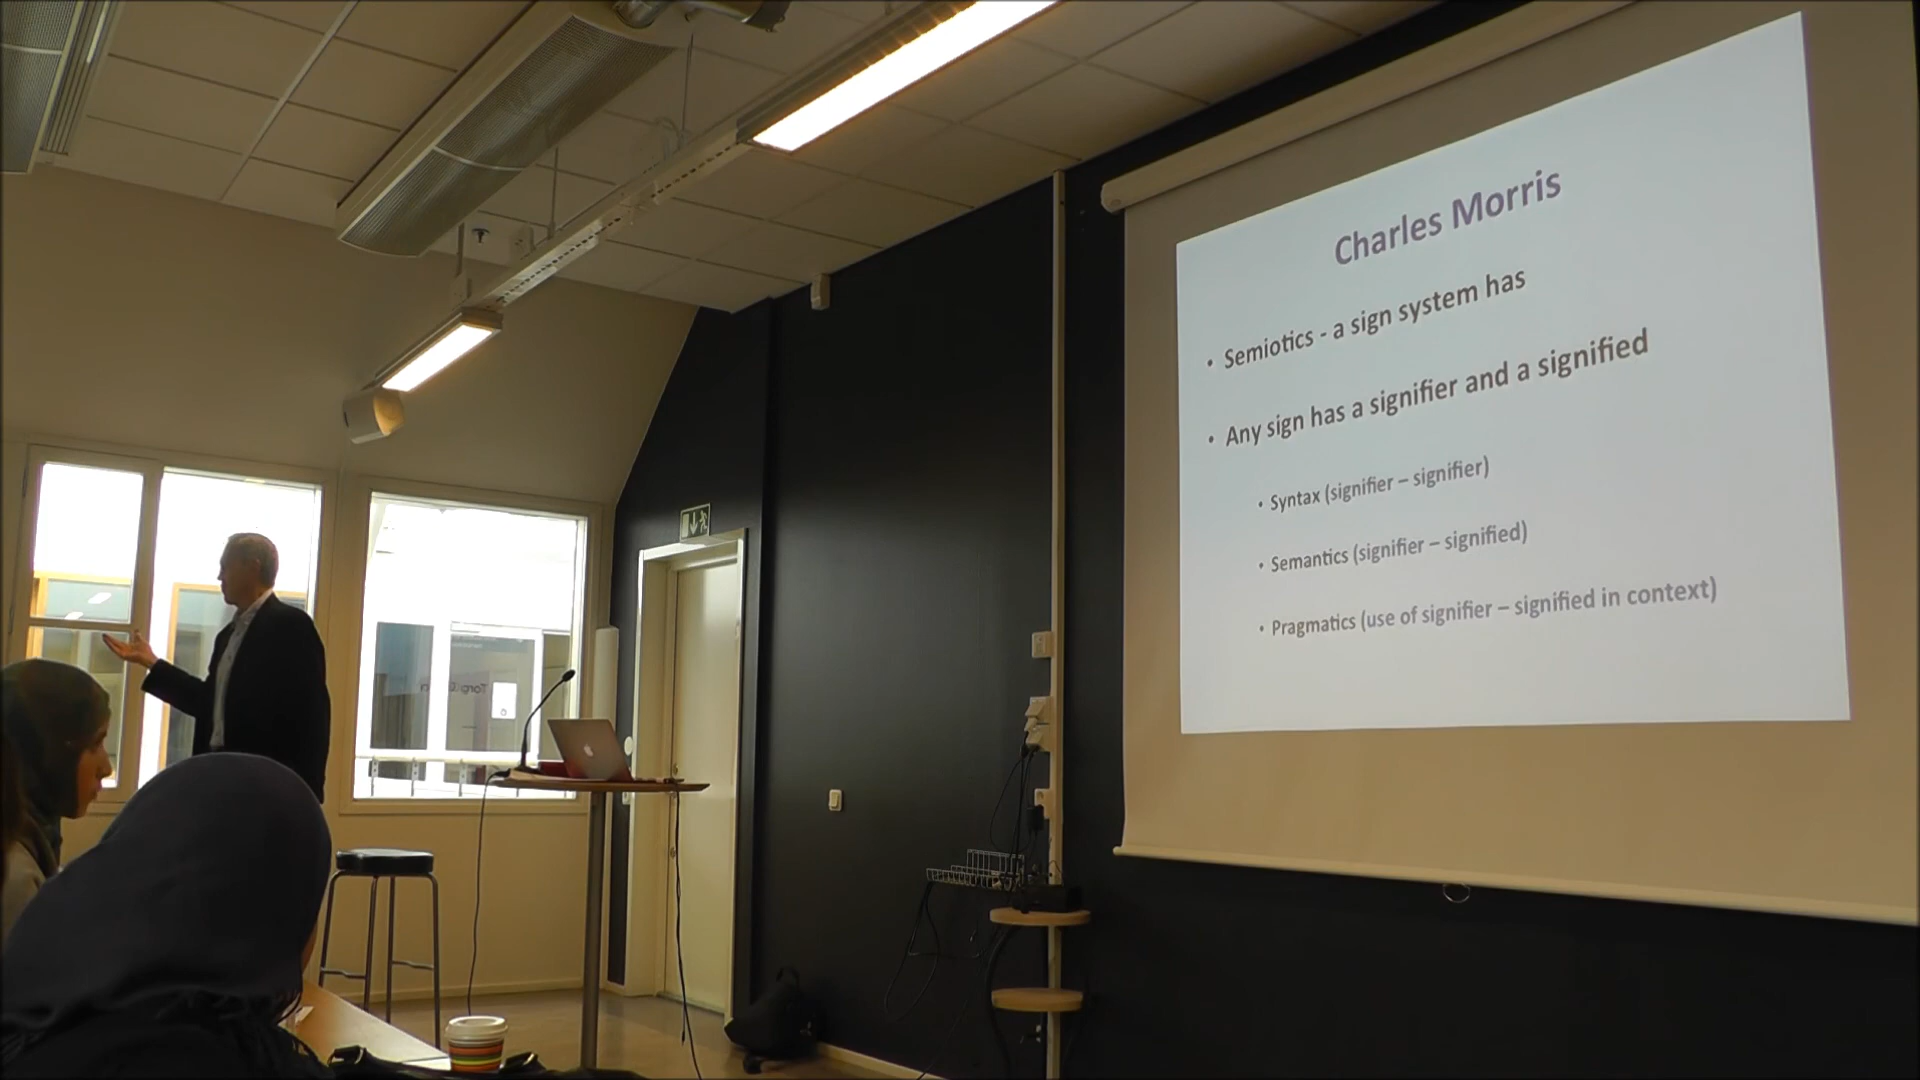 Charles Morris
• Semiotics - a sign system has
• Any sign has a signifier and a signified
• Syntax (signifier – signifier)
• Semantics (signifier – signified)
• Pragmatics (use of signifier – signified in context)